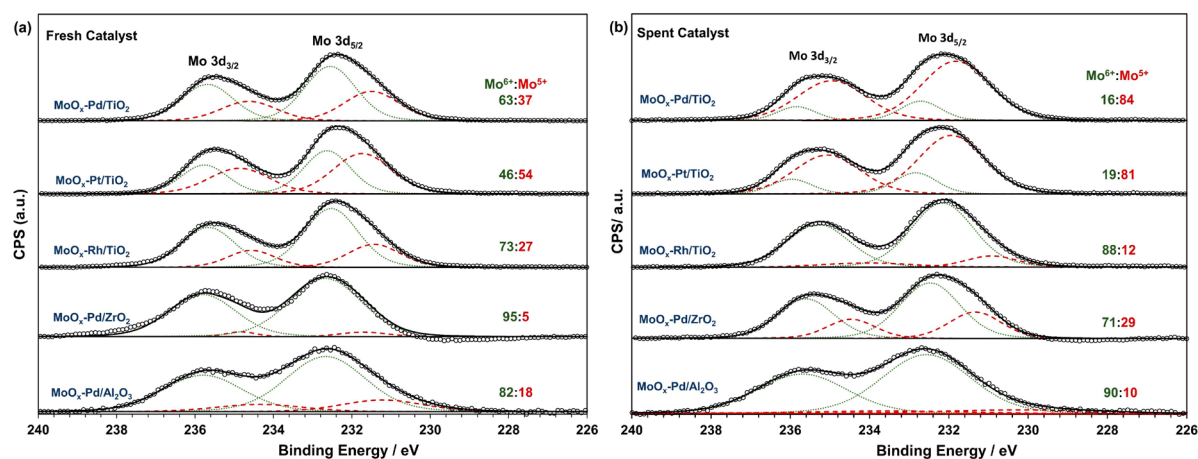 (a)
Fresh Catalyst
Mo 3d3/2
Mo 3d5/2
Mo6+:Mo5+
MoOx-Pd/TiO2
63:37
MoOx-Pt/TiO2
46:54
MoOx-Rh/TiO2
73:27
MoOx-Pd/ZrO2
95:5
MoOx-Pd/Al2O3
82:18
CPS (a.u.)
240 238 236 234 232 230 228 226
Binding Energy / eV
(b)
Spent Catalyst
Mo 3d3/2
Mo 3d5/2
Mo6+:Mo5+
MoOx-Pd/TiO2
16:84
MoOx-Pt/TiO2
19:81
MoOx-Rh/TiO2
88:12
MoOx-Pd/ZrO2
71:29
MoOx-Pd/Al2O3
90:10
CPS/ a.u.
240 238 236 234 232 230 228 226
Binding Energy / eV